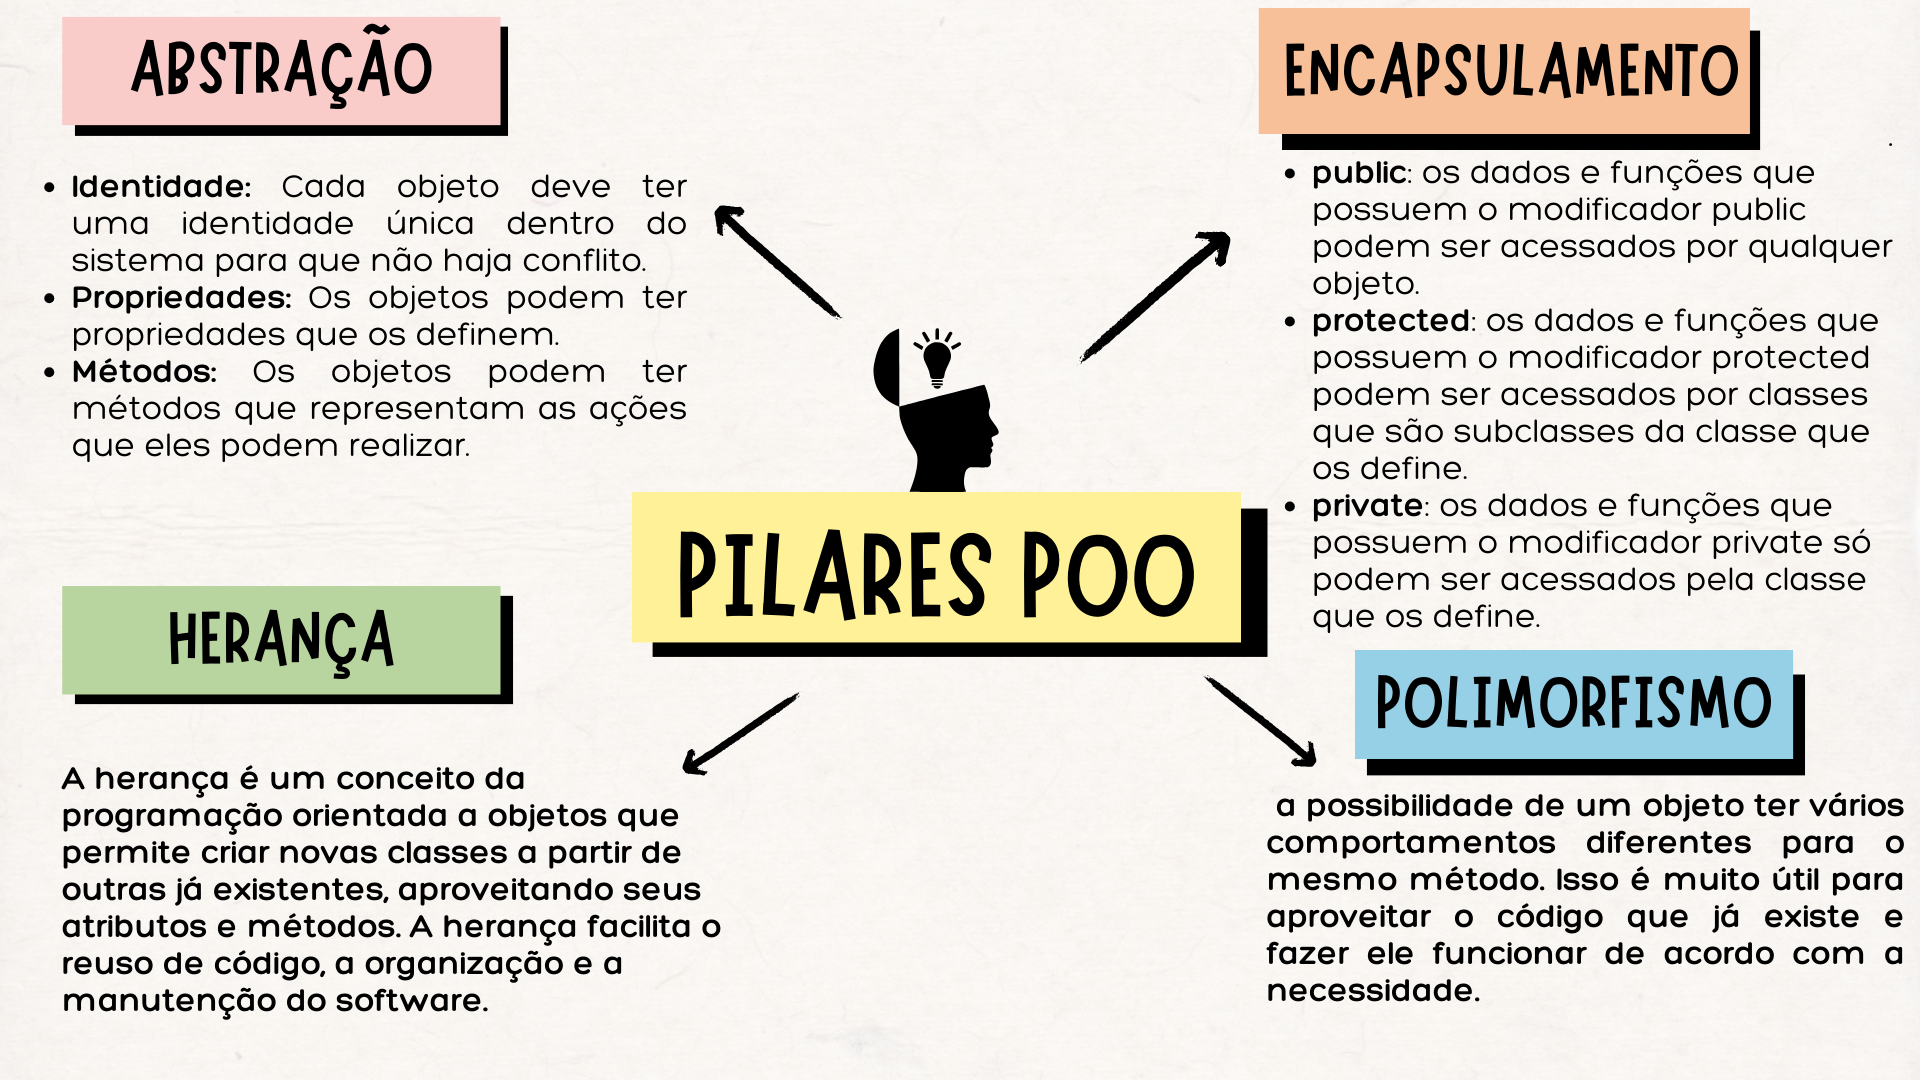 ABSTRAÇÃO
• Identidade: Cada objeto deve ter
uma identidade única dentro do
sistema para que não haja conflito.
• Propriedades: Os objetos podem ter
propriedades que os definem.
• Métodos: Os objetos podem ter
métodos que representam as ações
que eles podem realizar.
ENCAPSULAMENTO
.
• public: os dados e funções que
possuem o modificador public
podem ser acessados por qualquer
objeto.
• protected: os dados e funções que
possuem o modificador protected
podem ser acessados por classes
que são subclasses da classe que
os define.
• private: os dados e funções que
possuem o modificador private só
podem ser acessados pela classe
que os define.
PILARES POO
HERANÇA
A herança é um conceito da
programação orientada a objetos que
permite criar novas classes a partir de
outras já existentes, aproveitando seus
atributos e métodos. A herança facilita o
reuso de código, a organização e a
manutenção do software.
POLIMORFISMO
a possibilidade de um objeto ter vários
comportamentos diferentes para o
mesmo método. Isso é muito útil para
aproveitar o código que já existe e
fazer ele funcionar de acordo com a
necessidade.